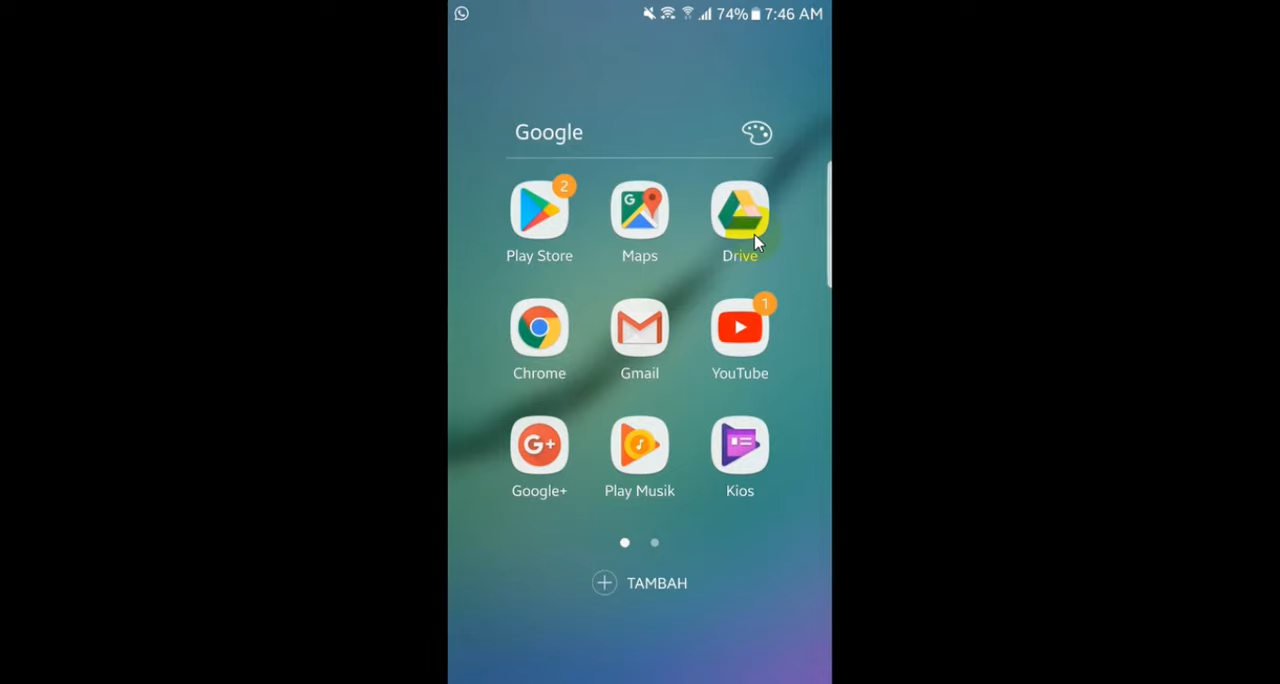 74% 7:46 AM
Google
2
G
Play Store Maps Drive
1
Chrome Gmail YouTube
G+
Google+ Play Musik Kios
TAMBAH